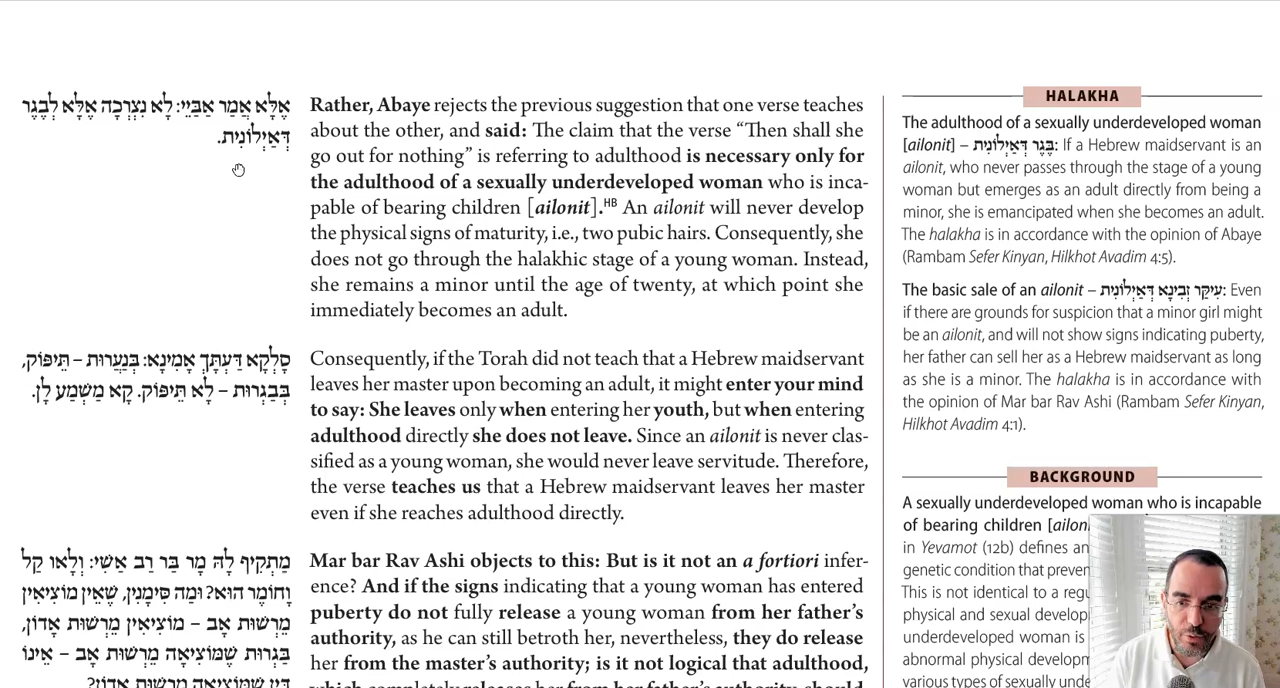 אֶלָּא אֲמַר אַבָּיֵי: לָא נִצְרְכָה אֶלָּא לְבֶגֶר
דְּאַיְלוֹנִית.
Rather, Abaye rejects the previous suggestion that one verse teaches
about the other, and said: The claim that the verse “Then shall she
go out for nothing” is referring to adulthood is necessary only for
the adulthood of a sexually underdeveloped woman who is inca-
pable of bearing children [ailonit].HB An ailonit will never develop
the physical signs of maturity, i.e., two pubic hairs. Consequently, she
does not go through the halakhic stage of a young woman. Instead,
she remains a minor until the age of twenty, at which point she
immediately becomes an adult.
סָלְקָא דַּעְתָּךְ אָמֵינָא: בְּנַעֲרוּת – תִּיפּוֹק,
בְּבַגְרוּת – לָא תִּיפּוֹק. קָא מַשְׁמַע לָן.
Consequently, if the Torah did not teach that a Hebrew maidservant
leaves her master upon becoming an adult, it might enter your mind
to say: She leaves only when entering her youth, but when entering
adulthood directly she does not leave. Since an ailonit is never clas-
sified as a young woman, she would never leave servitude. Therefore,
the verse teaches us that a Hebrew maidservant leaves her master
even if she reaches adulthood directly.
מַתְקֵיף לָהּ מָר בַּר רַב אַשִׁי: וְלָאו קַל
וָחוֹמֶר הוּא? וּמַה סִּימָנִין, שֶׁאֵין מוֹצִיאִין
מֵרְשׁוּת אָב – מוֹצִיאִין מֵרְשׁוּת אָדוֹן,
בַּגְרוּת שֶׁמּוֹצִיאָה מֵרְשׁוּת אָב – אֵינוֹ
דִּין שֶׁמּוֹצִיאָה מֵרְשׁוּת אָדוֹן?
Mar bar Rav Ashi objects to this: But is it not an a fortiori infer-
ence? And if the signs indicating that a young woman has entered
puberty do not fully release a young woman from her father’s
authority, as he can still betroth her, nevertheless, they do release
her from the master’s authority; is it not logical that adulthood,
which completely releases her from her father’s authority, should
HALAKHA
The adulthood of a sexually underdeveloped woman
[ailonit] – בֶּגֶר דְּאַיְלוֹנִית: If a Hebrew maidservant is an
ailonit, who never passes through the stage of a young
woman but emerges as an adult directly from being a
minor, she is emancipated when she becomes an adult.
The halakha is in accordance with the opinion of Abaye
(Rambam Sefer Kinyan, Hilkhot Avadim 4:5).
The basic sale of an ailonit – עִיקַּר זְבִינָא דְּאַיְלוֹנִית: Even
if there are grounds for suspicion that a minor girl might
be an ailonit, and will not show signs indicating puberty,
her father can sell her as a Hebrew maidservant as long
as she is a minor. The halakha is in accordance with
the opinion of Mar bar Rav Ashi (Rambam Sefer Kinyan,
Hilkhot Avadim 4:1).
BACKGROUND
A sexually underdeveloped woman who is incapable
of bearing children [ailon
in Yevamot (12b) defines an
genetic condition that preven
This is not identical to a regu
physical and sexual develop
underdeveloped woman is
abnormal physical developm
various types of sexually unde